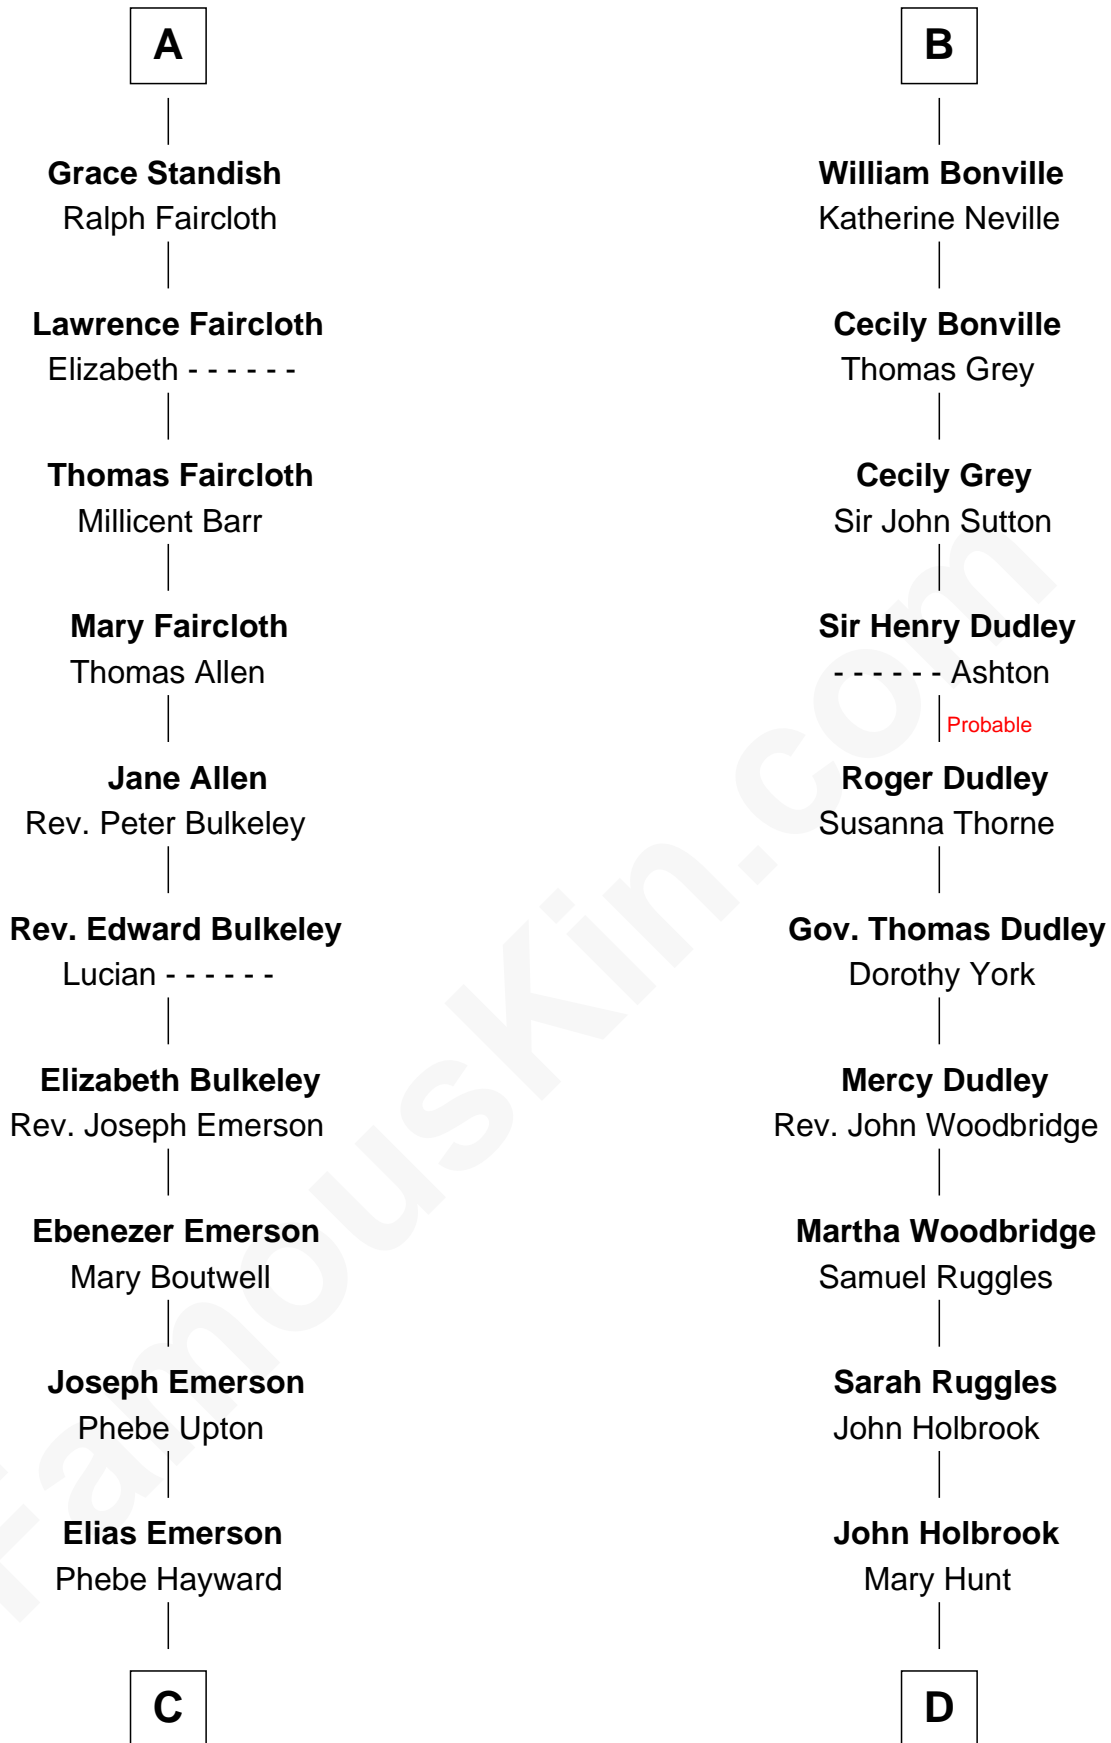 A
Grace Standish
Ralph Faircloth
Lawrence Faircloth
Elizabeth - - - - - -
Thomas Faircloth
Millicent Barr
Mary Faircloth
Thomas Allen
Jane Allen
Rev. Peter Bulkeley
Rev. Edward Bulkeley
Lucian - - - - - -
Elizabeth Bulkeley
Rev. Joseph Emerson
Ebenezer Emerson
Mary Boutwell
Joseph Emerson
Phebe Upton
Elias Emerson
Phebe Hayward
C
B
William Bonville
Katherine Neville
Cecily Bonville
Thomas Grey
Cecily Grey
Sir John Sutton
Sir Henry Dudley
- - - - - - Ashton
Probable
Roger Dudley
Susanna Thorne
Gov. Thomas Dudley
Dorothy York
Mercy Dudley
Rev. John Woodbridge
Martha Woodbridge
Samuel Ruggles
Sarah Ruggles
John Holbrook
John Holbrook
Mary Hunt
D
FamousKin.com